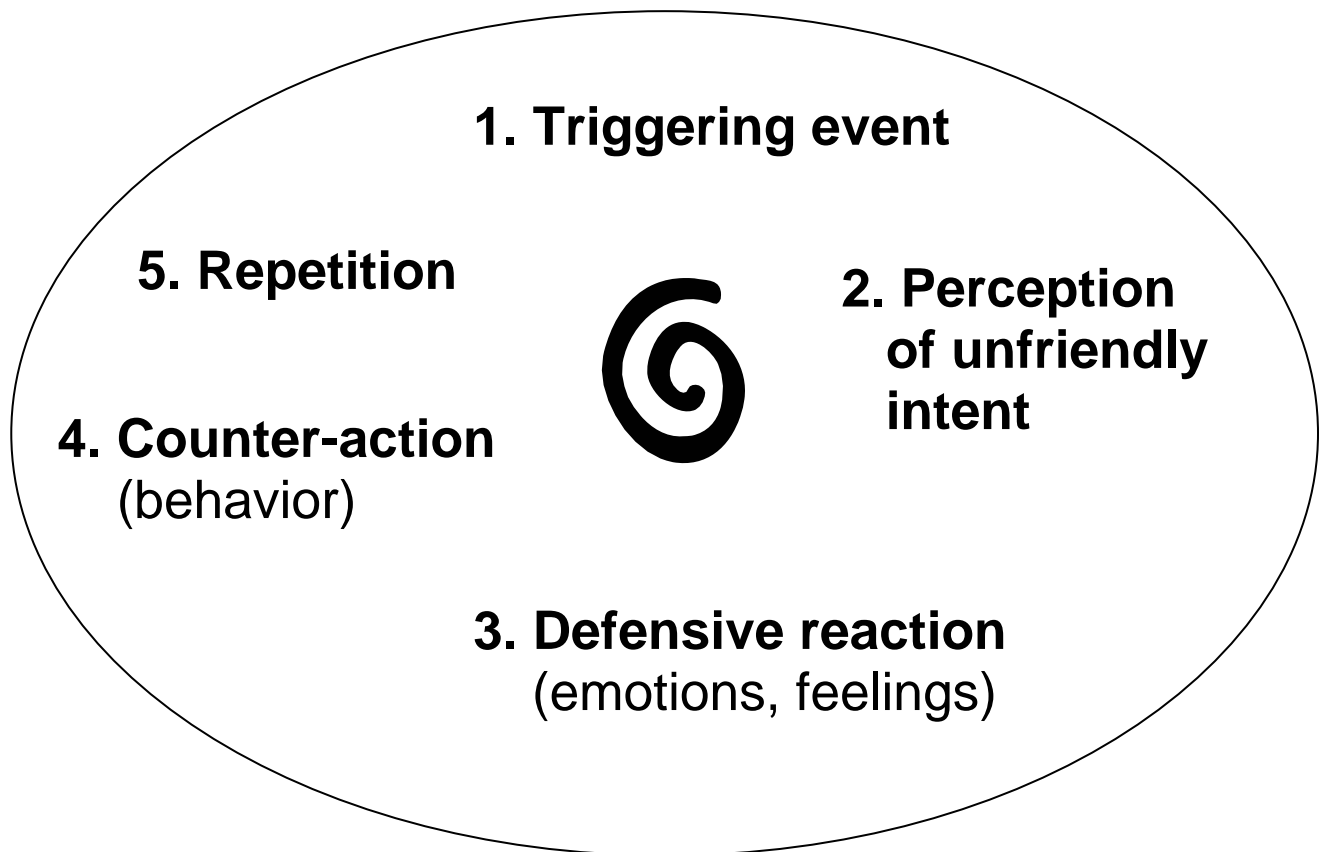 1. Triggering event
2. Perception
of unfriendly
intent
3. Defensive reaction
(emotions, feelings)
4. Counter-action
(behavior)
5. Repetition